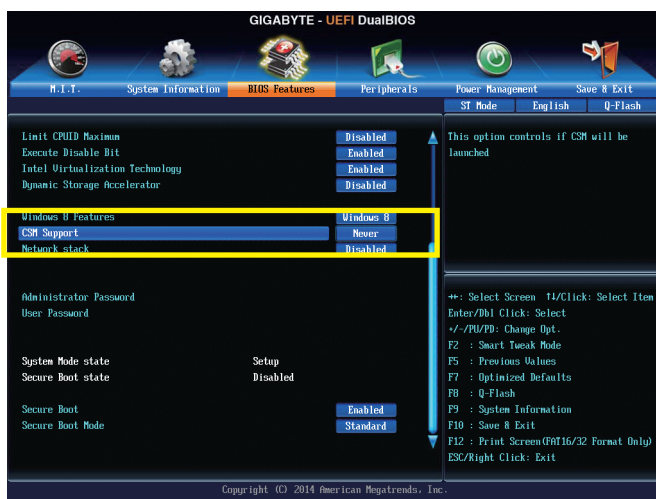 GIGABYTE - UEFI DualBIOS
M.I.T. System Information BIOS Features Peripherals Power Management Save & Exit
ST Mode English Q-Flash
Limit CPUID Maximum Disabled
Execute Disable Bit Enabled
Intel Virtualization Technology Enabled
Dynamic Storage Accelerator Disabled
Windows 8 Features Windows 8
CSM Support Never
Network stack Disabled
Administrator Password
User Password
System Mode state Setup
Secure Boot state Disabled
Secure Boot Enabled
Secure Boot Mode Standard
This option controls if CSM will be
launched
→←: Select Screen ↑↓/Click: Select Item
Enter/Dbl Click: Select
+/-/PU/PD: Change Opt.
F2 : Smart Tweak Mode
F5 : Previous Values
F7 : Optimized Defaults
F8 : Q-Flash
F9 : System Information
F10 : Save & Exit
F12 : Print Screen(FAT16/32 Format Only)
ESC/Right Click: Exit
Copyright (C) 2014 American Megatrends, Inc.